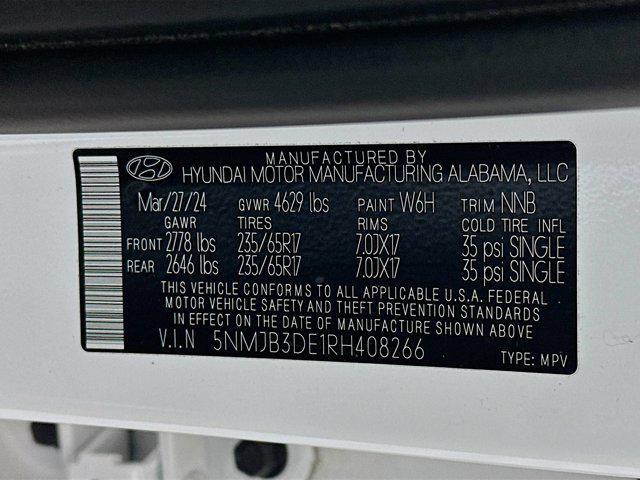 MANUFACTURED BY
HYUNDAI MOTOR MANUFACTURING ALABAMA, LLC
Mar/27/24 GVWR 4629 lbs PAINT W6H TRIM NNB
GAWR TIRES RIMS COLD TIRE INFL
FRONT 2778 lbs 235/65R17 7.0JX17 35 psi SINGLE
REAR 2646 lbs 235/65R17 7.0JX17 35 psi SINGLE
THIS VEHICLE CONFORMS TO ALL APPLICABLE U.S.A. FEDERAL
MOTOR VEHICLE SAFETY AND THEFT PREVENTION STANDARDS
IN EFFECT ON THE DATE OF MANUFACTURE SHOWN ABOVE.
V.I.N 5NMJB3DE1RH408266 TYPE: MPV